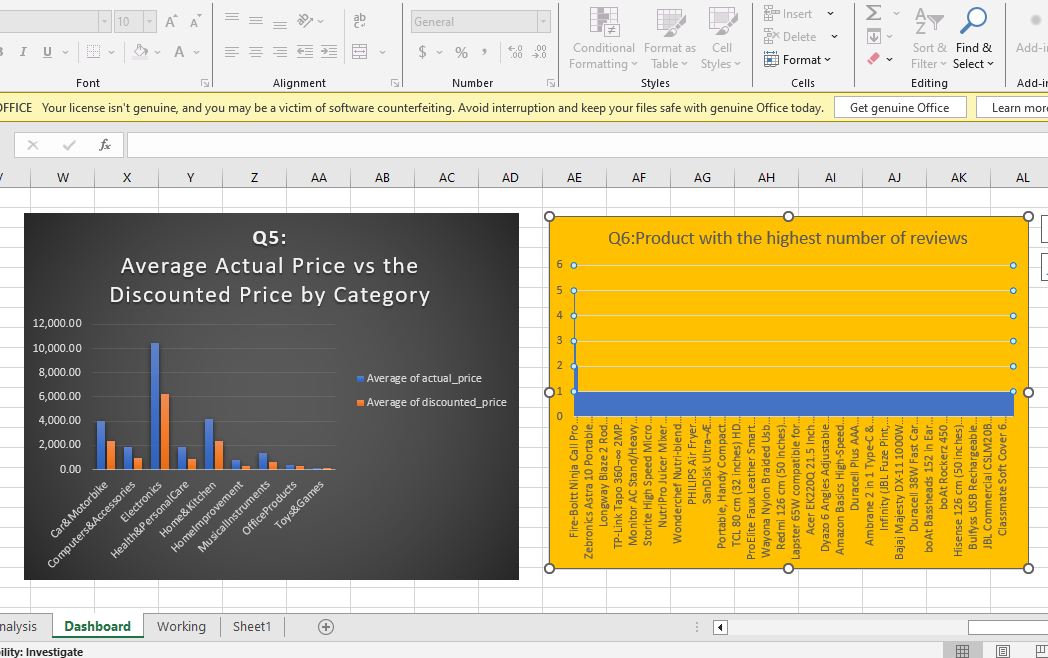 General
10
ab
$ % ,
Conditional Formatting
Format as Table
Cell Styles
Insert
Delete
Format
Sort & Filter
Find & Select
Add-i
Font
Alignment
Number
Styles
Cells
Editing
Add-in
OFFICE Your license isn't genuine, and you may be a victim of software counterfeiting. Avoid interruption and keep your files safe with genuine Office today. Get genuine Office Learn more
fx
W X Y Z AA AB AC AD AE AF AG AH AI AJ AK AL
Q5:
Average Actual Price vs the
Discounted Price by Category
12,000.00
10,000.00
8,000.00
6,000.00
4,000.00
2,000.00
0.00
Car&Motorbike
Computers&Accessories
Electronics
Health&PersonalCare
Home&Kitchen
HomeImprovement
MusicalInstruments
OfficeProducts
Toys&Games
Average of actual_price
Average of discounted_price
Q6:Product with the highest number of reviews
6
5
4
3
2
1
0
Fire-Boltt Ninja Call Pro...
Zebronics Astra 10 Portable...
Longway Blaze 2 Rod...
TP-Link Tapo 360-∞ 2MP...
Monitor AC Stand/Heavy...
Storite High Speed Micro...
NutriPro Juicer Mixer...
Wonderchef Nutri-blend...
PHILIPS Air Fryer...
SanDisk Ultra¬Æ...
Portable, Handy Compact...
TCL 80 cm (32 inches) HD...
ProElite Faux Leather Smart...
Wayona Nylon Braided Usb...
Redmi 126 cm (50 inches)...
Lapster 65W compatible for...
Acer EK220Q 21.5 Inch...
Dyazo 6 Angles Adjustable...
Amazon Basics High-Speed...
Duracell Plus AAA...
Ambrane 2 in 1 Type-C &...
Infinity (JBL Fuze Pint,...
Bajaj Majesty DX-11 1000W...
Duracell 38W Fast Car...
boAt Bassheads 152 in Ear...
boAt Rockerz 450...
Hisense 126 cm (50 inches)...
Bulfyss USB Rechargeable...
JBL Commercial CSLM20B...
Classmate Soft Cover 6...
nalysis Dashboard Working Sheet1
bility: Investigate